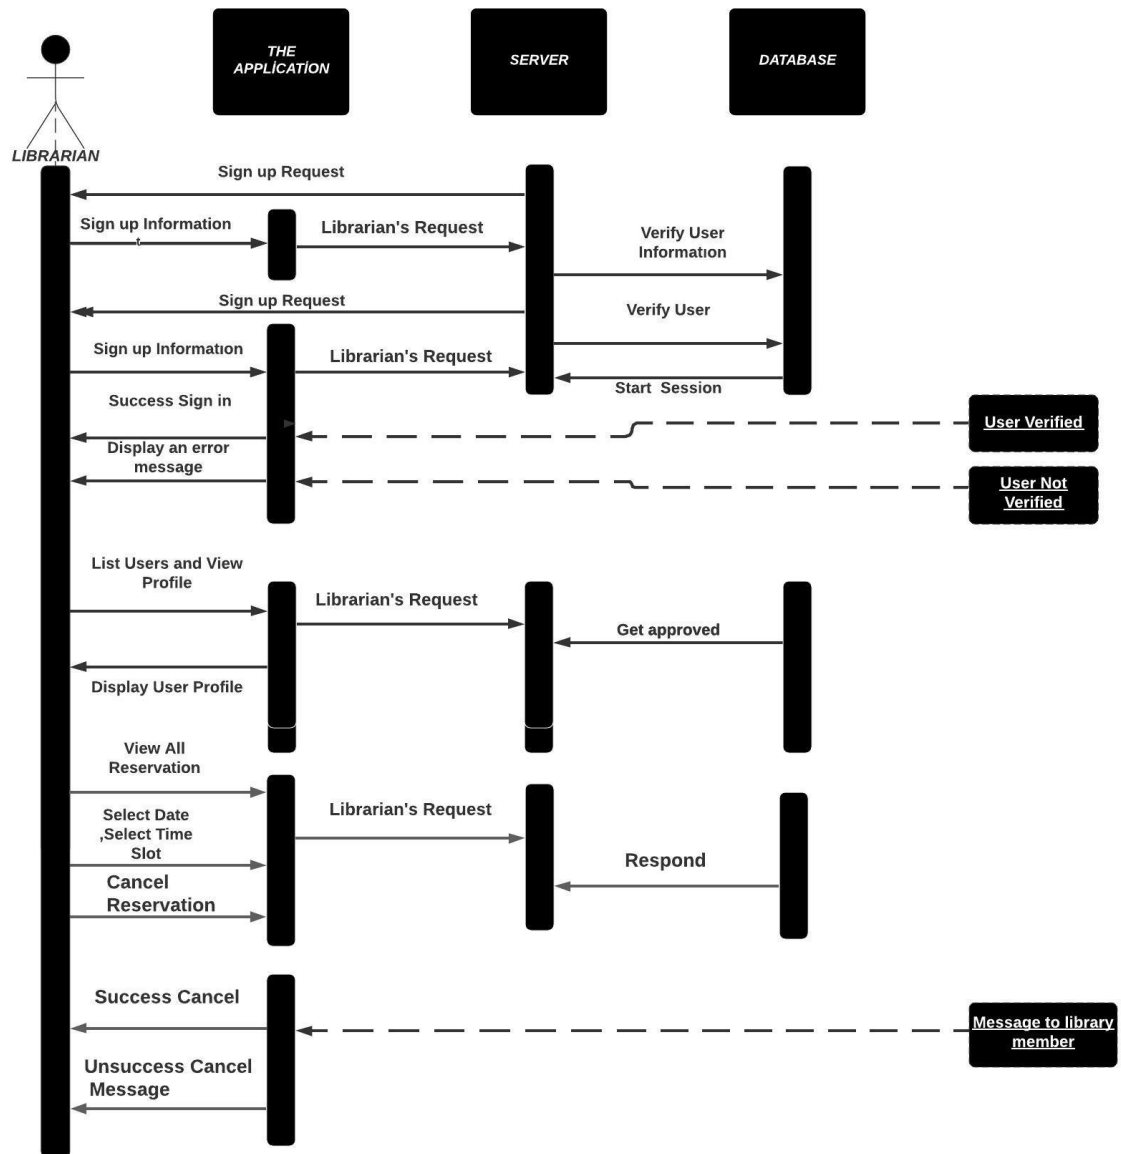 THE
APPLİCATİON
SERVER
DATABASE
LIBRARIAN
Sign up Request
Sign up Information
t
Librarian's Request
Verify User
Informatıon
Sign up Request
Verify User
Sign up Informatıon
Librarian's Request
Start  Session
Success Sign in
User Verified
Display an error
message
User Not
Verified
List Users and View
Profile
Librarian's Request
Get approved
Display User Profile
View All
Reservation
Select Date
,Select Time
Slot
Librarian's Request
Respond
Cancel
Reservation
Success Cancel
Message to library
member
Unsuccess Cancel
Message